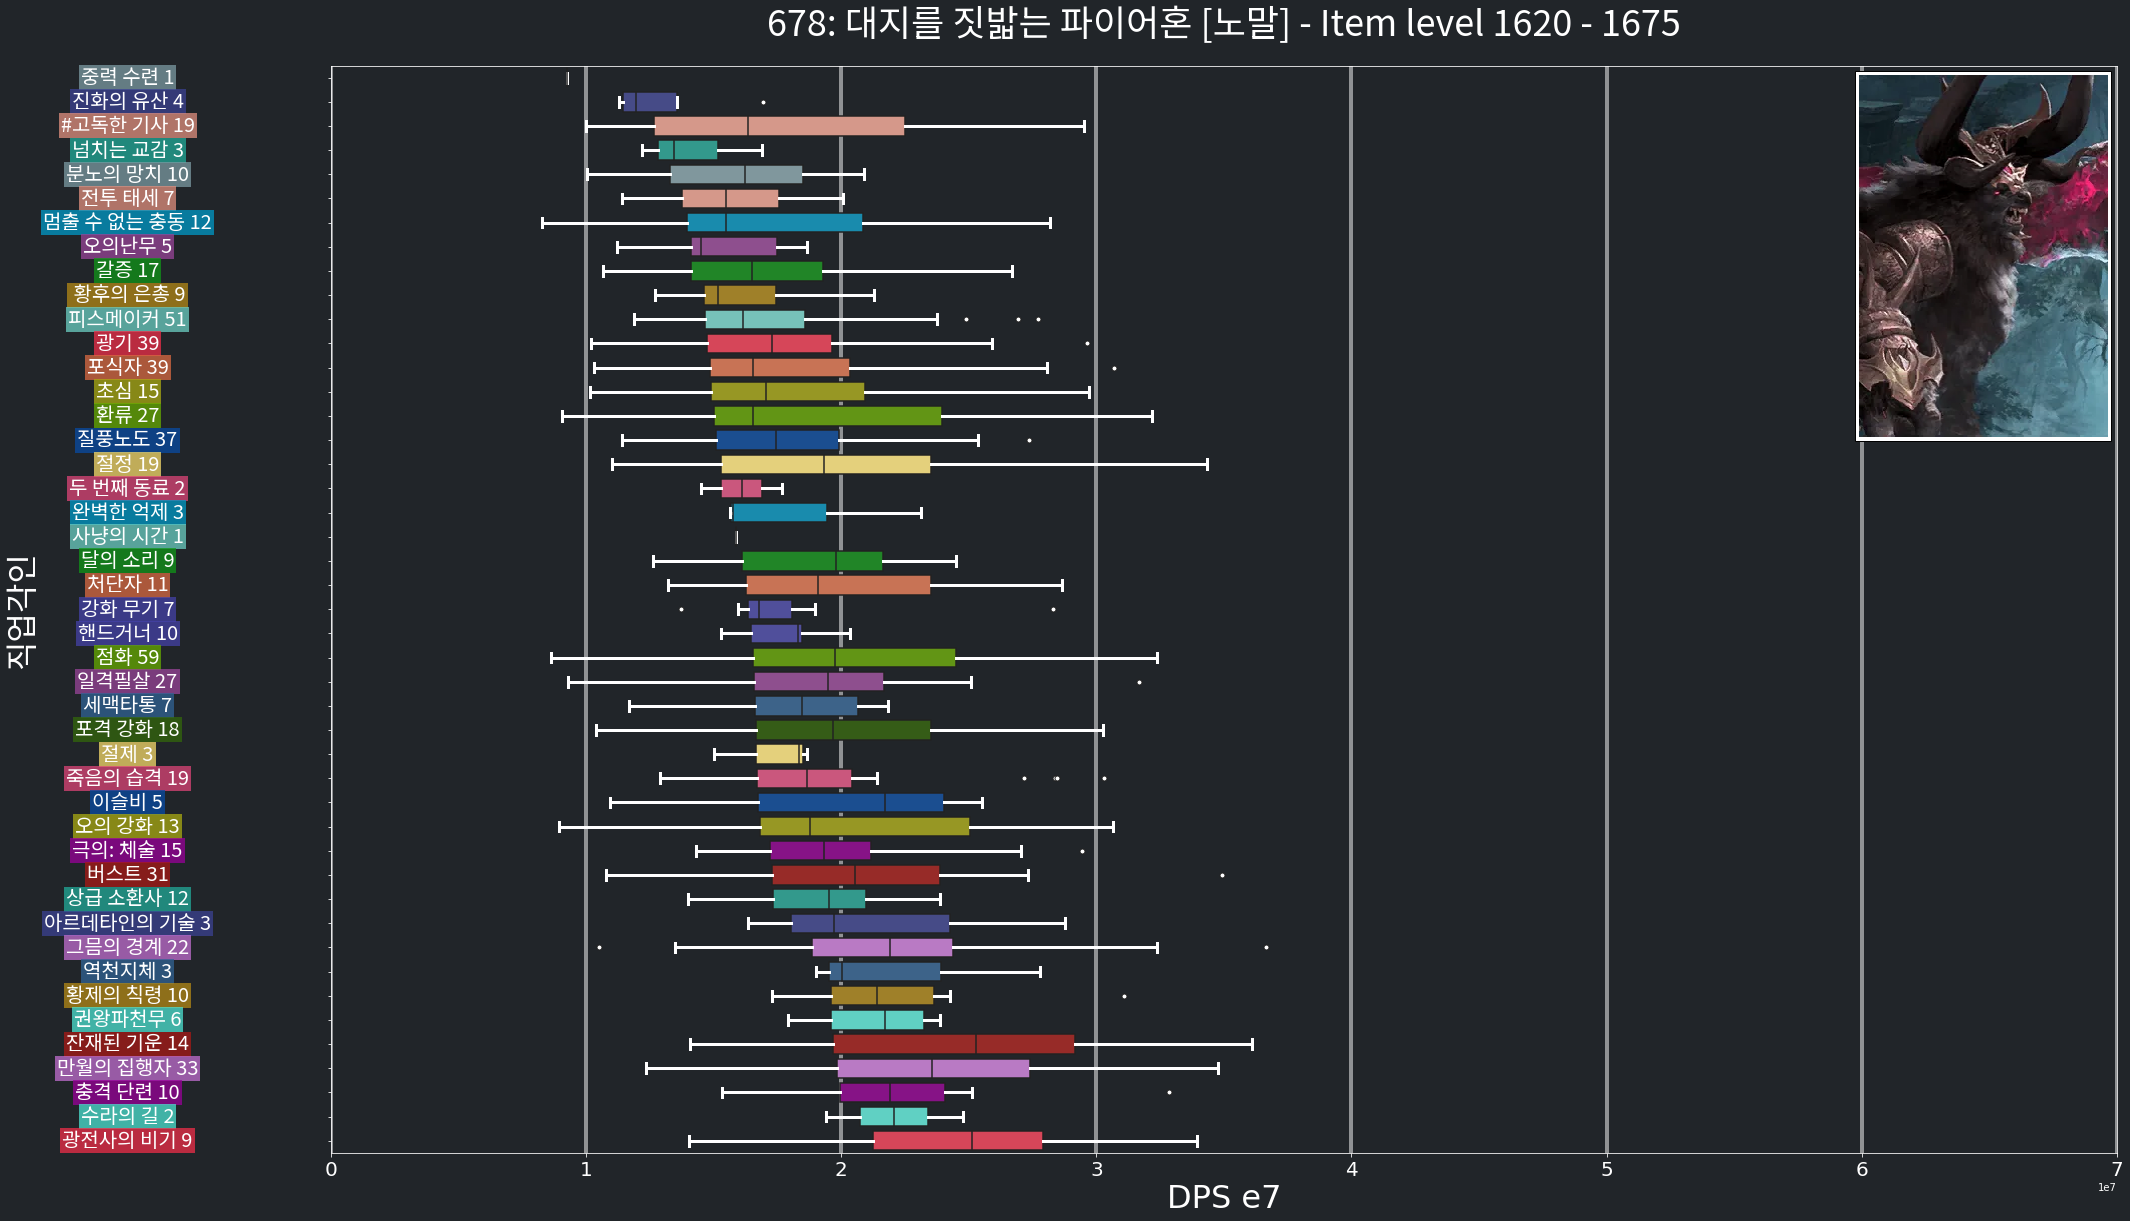 678: 대지를 짓밟는 파이어혼 [노말] - Item level 1620 - 1675
중력 수련 1
진화의 유산 4
#고독한 기사 19
넘치는 교감 3
분노의 망치 10
전투 태세 7
멈출 수 없는 충동 12
오의난무 5
갈증 17
황후의 은총 9
피스메이커 51
광기 39
포식자 39
초심 15
환류 27
질풍노도 37
절정 19
두 번째 동료 2
완벽한 억제 3
사냥의 시간 1
달의 소리 9
처단자 11
강화 무기 7
핸드거너 10
점화 59
일격필살 27
세맥타통 7
포격 강화 18
절제 3
죽음의 습격 19
이슬비 5
오의 강화 13
극의: 체술 15
버스트 31
상급 소환사 12
아르데타인의 기술 3
그믐의 경계 22
역천지체 3
황제의 칙령 10
권왕파천무 6
잔재된 기운 14
만월의 집행자 33
충격 단련 10
수라의 길 2
광전사의 비기 9
직업각인
0 1 2 3 4 5 6 7
1e7
DPS e7